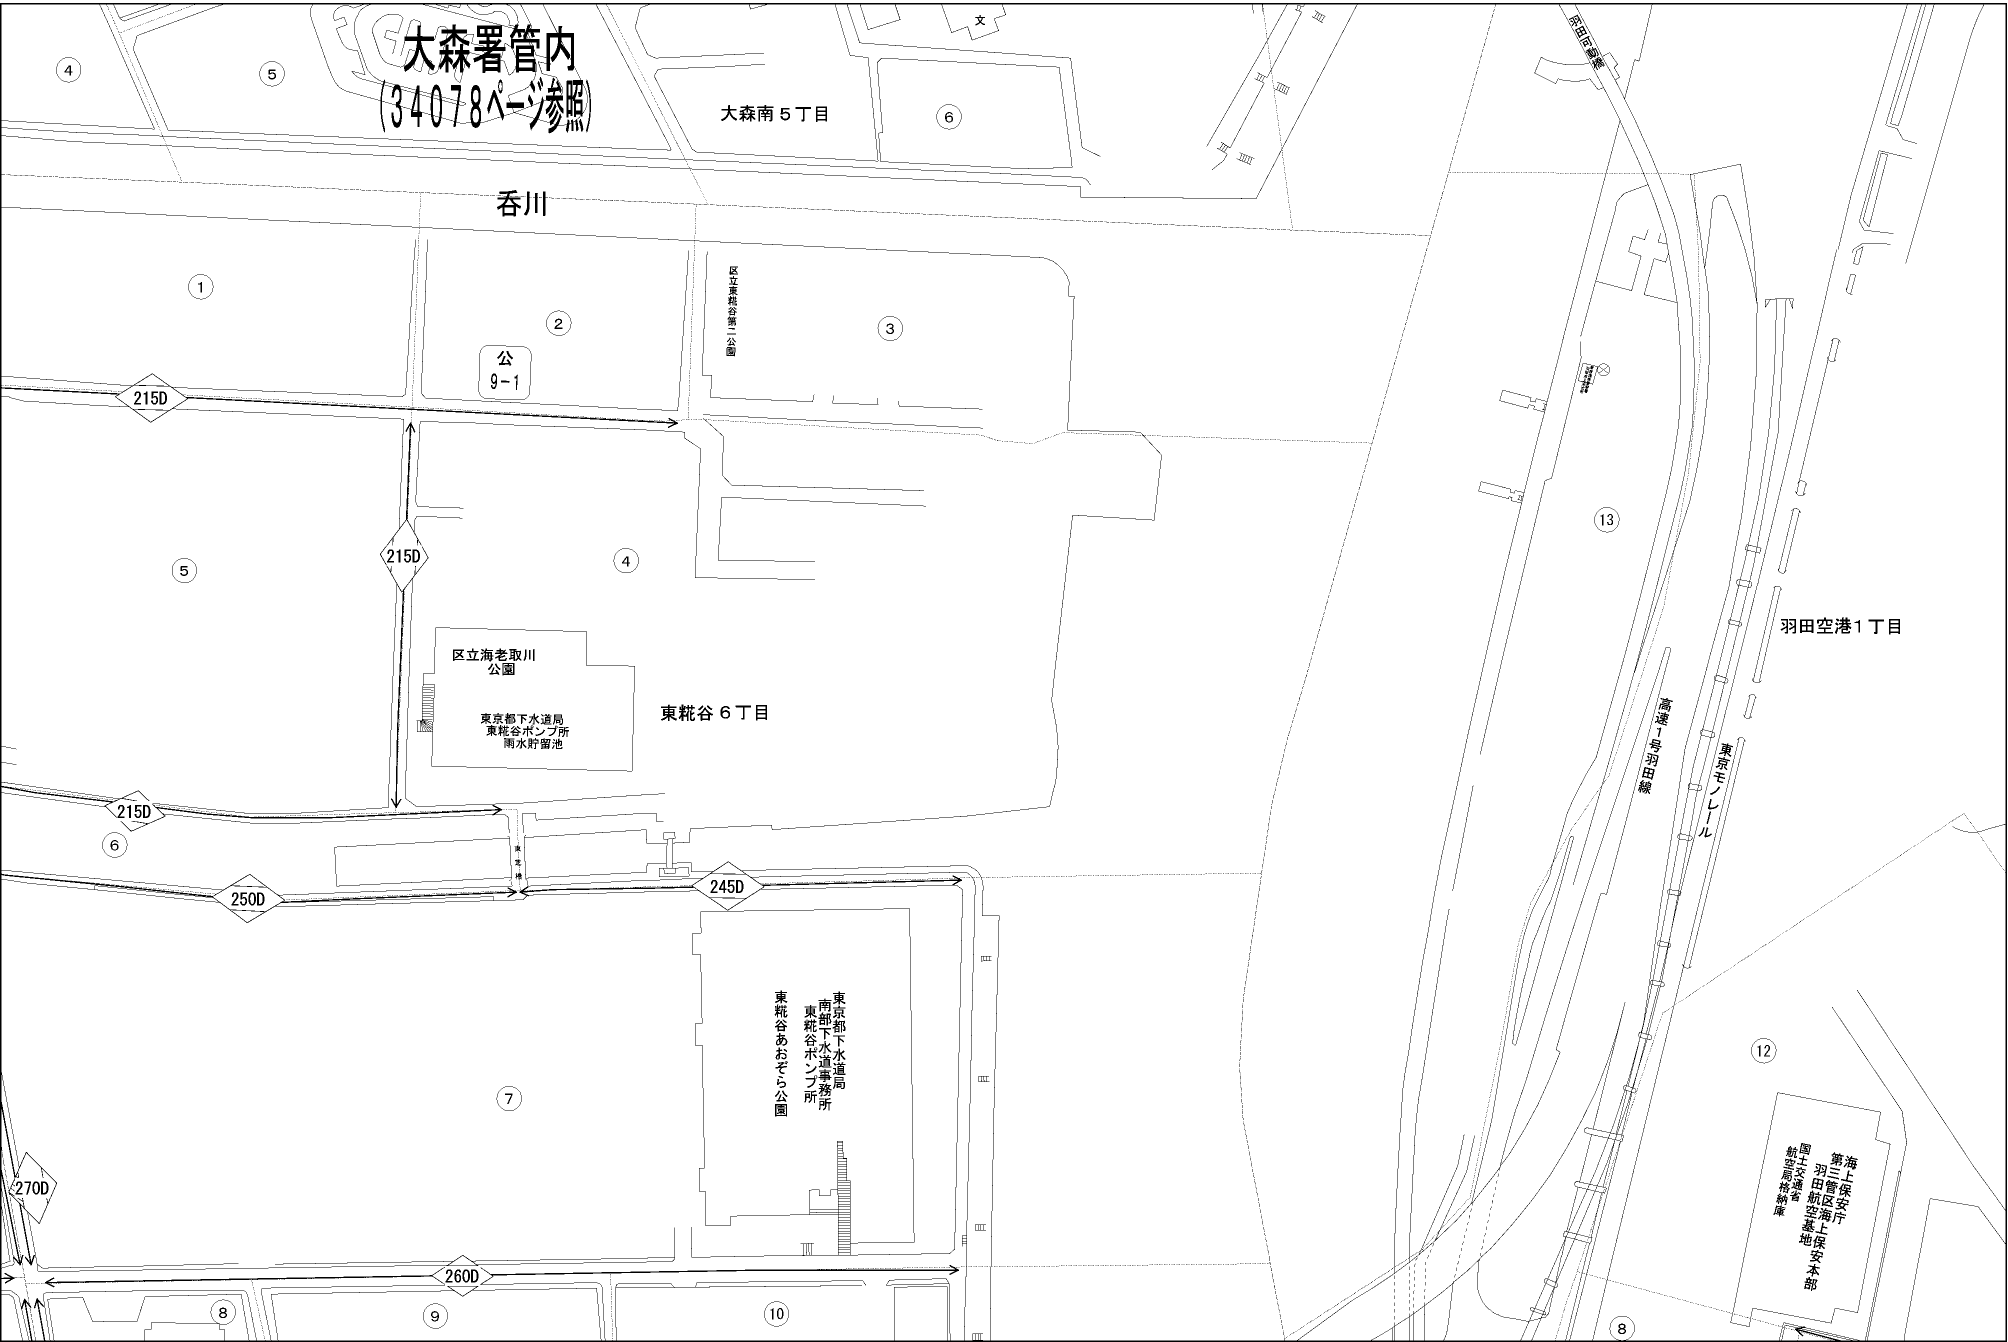 大森署管内
(34078ページ参照)
文
羽田可動橋
4
5
大森南5丁目
6
呑川
1
2
区立東糀谷第二公園
3
公
9-1
215D
13
5
215D
4
羽田空港1丁目
区立海老取川
公園
東京都下水道局
東糀谷ポンプ所
雨水貯留池
東糀谷6丁目
高速1号羽田線
東京モノレール
215D
6
東芝橋
250D
245D
東京都下水道局
南部下水道事務所
東糀谷ポンプ所
東糀谷あおぞら公園
7
12
海上保安庁
第三管区海上保安本部
羽田航空基地
国土交通省
航空局格納庫
270D
260D
8
9
10
8